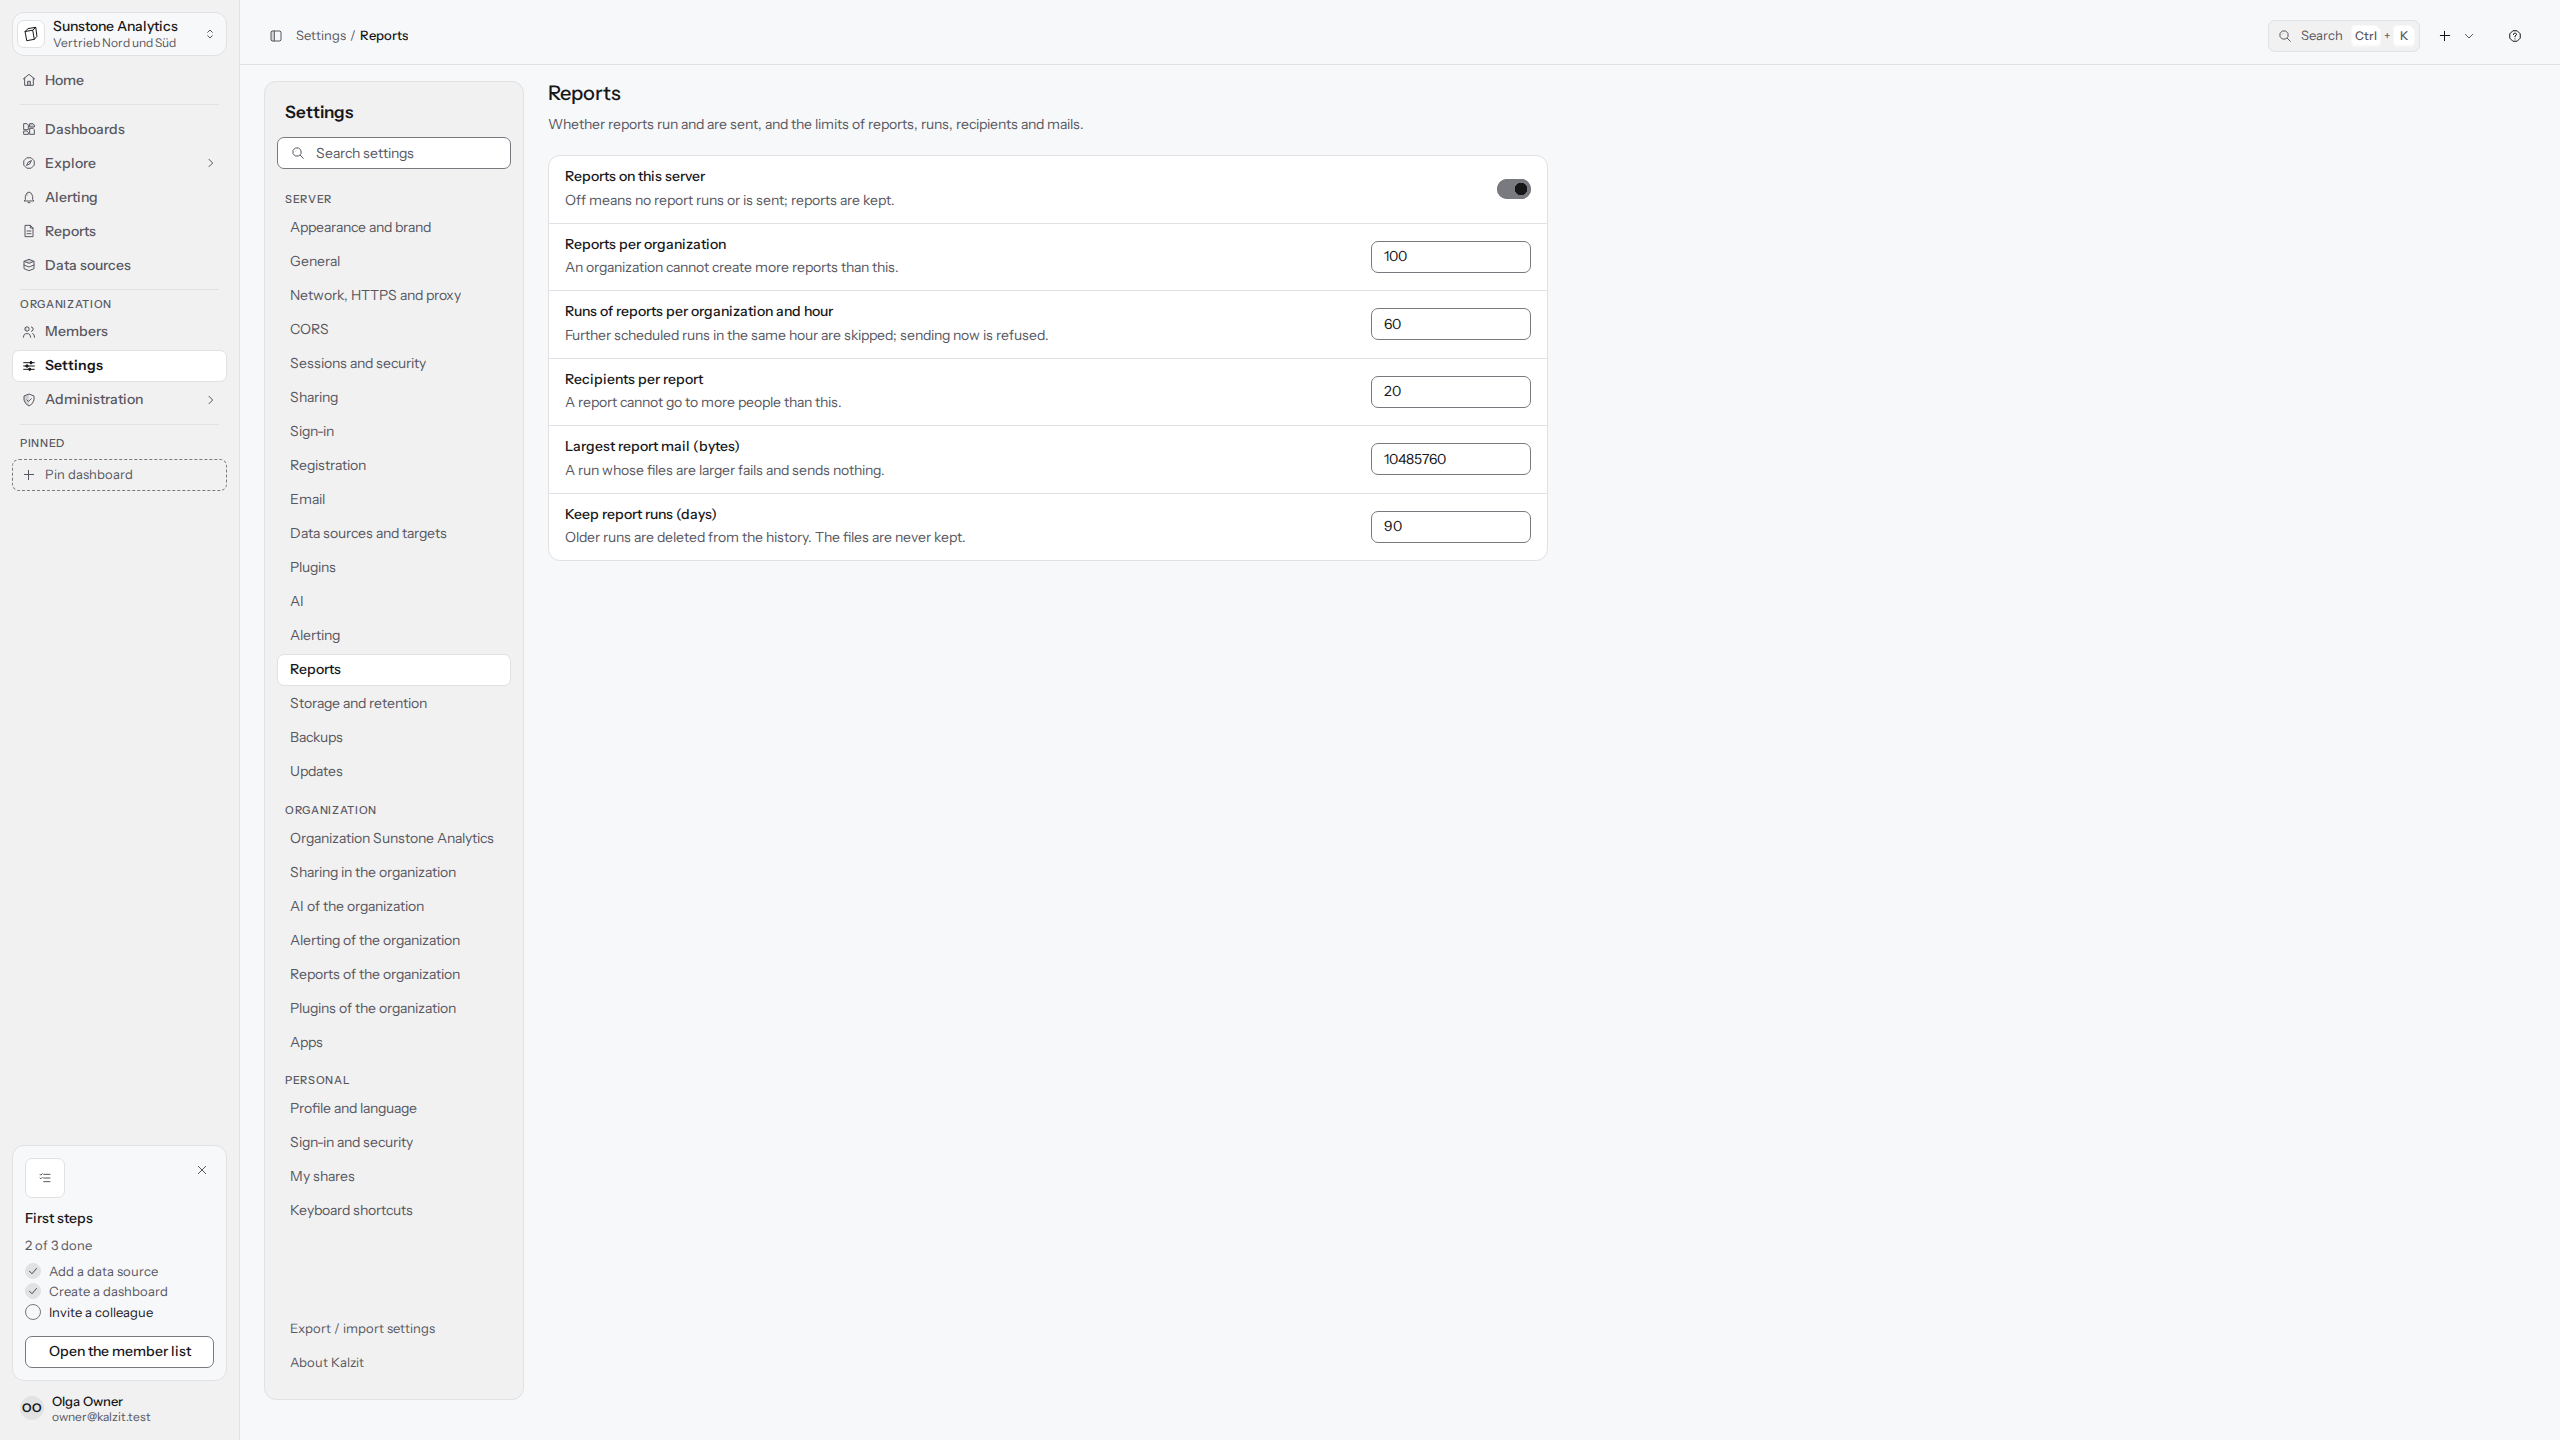 Sunstone Analytics
Vertrieb Nord und Süd
Home
Dashboards
Explore
Alerting
Reports
Data sources
ORGANIZATION
Members
Settings
Administration
PINNED
Pin dashboard
First steps
2 of 3 done
Add a data source
Create a dashboard
Invite a colleague
Open the member list
OO
Olga Owner
owner@kalzit.test
Settings / Reports
Search Ctrl + K
Settings
Search settings
SERVER
Appearance and brand
General
Network, HTTPS and proxy
CORS
Sessions and security
Sharing
Sign-in
Registration
Email
Data sources and targets
Plugins
AI
Alerting
Reports
Storage and retention
Backups
Updates
ORGANIZATION
Organization Sunstone Analytics
Sharing in the organization
AI of the organization
Alerting of the organization
Reports of the organization
Plugins of the organization
Apps
PERSONAL
Profile and language
Sign-in and security
My shares
Keyboard shortcuts
Export / import settings
About Kalzit
Reports
Whether reports run and are sent, and the limits of reports, runs, recipients and mails.
Reports on this server
Off means no report runs or is sent; reports are kept.
Reports per organization
An organization cannot create more reports than this.
100
Runs of reports per organization and hour
Further scheduled runs in the same hour are skipped; sending now is refused.
60
Recipients per report
A report cannot go to more people than this.
20
Largest report mail (bytes)
A run whose files are larger fails and sends nothing.
10485760
Keep report runs (days)
Older runs are deleted from the history. The files are never kept.
90